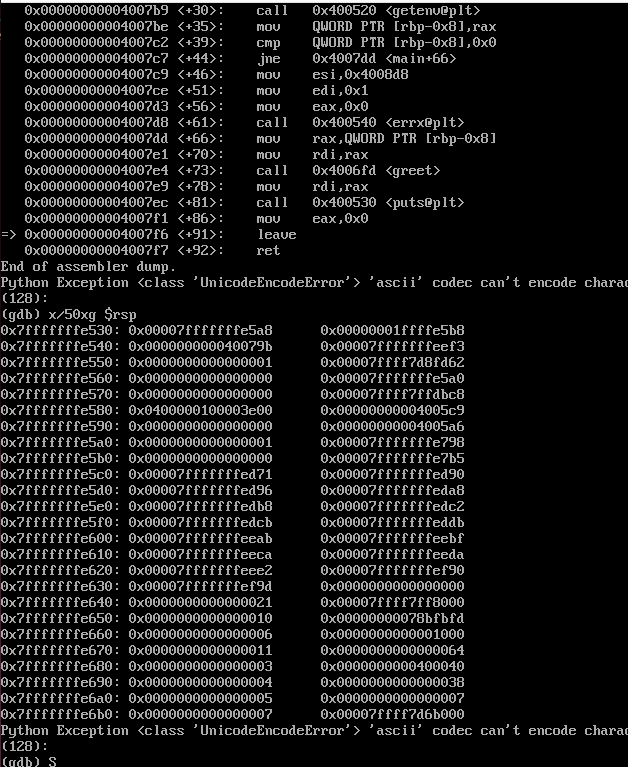 0x00000000004007b9 <+30>: call 0x400520 <getenv@plt>
0x00000000004007be <+35>: mov QWORD PTR [rbp-0x8],rax
0x00000000004007c2 <+39>: cmp QWORD PTR [rbp-0x8],0x0
0x00000000004007c7 <+44>: jne 0x4007dd <main+66>
0x00000000004007c9 <+46>: mov esi,0x4008d8
0x00000000004007ce <+51>: mov edi,0x1
0x00000000004007d3 <+56>: mov eax,0x0
0x00000000004007d8 <+61>: call 0x400540 <errx@plt>
0x00000000004007dd <+66>: mov rax,QWORD PTR [rbp-0x8]
0x00000000004007e1 <+70>: mov rdi,rax
0x00000000004007e4 <+73>: call 0x4006fd <greet>
0x00000000004007e9 <+78>: mov rdi,rax
0x00000000004007ec <+81>: call 0x400530 <puts@plt>
0x00000000004007f1 <+86>: mov eax,0x0
=> 0x00000000004007f6 <+91>: leave
0x00000000004007f7 <+92>: ret
End of assembler dump.
Python Exception <class 'UnicodeEncodeError'> 'ascii' codec can't encode charac
(128):
(gdb) x/50xg $rsp
0x7fffffffe530: 0x00007fffffffe5a8 0x00000001ffffe5b8
0x7fffffffe540: 0x000000000040079b 0x00007fffffffeef3
0x7fffffffe550: 0x0000000000000001 0x00007ffff7d8fd62
0x7fffffffe560: 0x0000000000000000 0x00007fffffffe5a0
0x7fffffffe570: 0x0000000000000000 0x00007ffff7ffdbc8
0x7fffffffe580: 0x0400000100003e00 0x00000000004005c9
0x7fffffffe590: 0x0000000000000000 0x00000000004005a6
0x7fffffffe5a0: 0x0000000000000001 0x00007fffffffe798
0x7fffffffe5b0: 0x0000000000000000 0x00007fffffffe7b5
0x7fffffffe5c0: 0x00007fffffffed71 0x00007fffffffed90
0x7fffffffe5d0: 0x00007fffffffed96 0x00007fffffffeda8
0x7fffffffe5e0: 0x00007fffffffedb8 0x00007fffffffedc2
0x7fffffffe5f0: 0x00007fffffffedcb 0x00007fffffffeddb
0x7fffffffe600: 0x00007fffffffeeab 0x00007fffffffeebf
0x7fffffffe610: 0x00007fffffffeeca 0x00007fffffffeeda
0x7fffffffe620: 0x00007fffffffeee2 0x00007fffffffef90
0x7fffffffe630: 0x00007fffffffef9d 0x0000000000000000
0x7fffffffe640: 0x0000000000000021 0x00007ffff7ff8000
0x7fffffffe650: 0x0000000000000010 0x00000000078bfbfd
0x7fffffffe660: 0x0000000000000006 0x0000000000001000
0x7fffffffe670: 0x0000000000000011 0x0000000000000064
0x7fffffffe680: 0x0000000000000003 0x0000000000400040
0x7fffffffe690: 0x0000000000000004 0x0000000000000038
0x7fffffffe6a0: 0x0000000000000005 0x0000000000000007
0x7fffffffe6b0: 0x0000000000000007 0x00007ffff7d6b000
Python Exception <class 'UnicodeEncodeError'> 'ascii' codec can't encode charac
(128):
(gdb) S